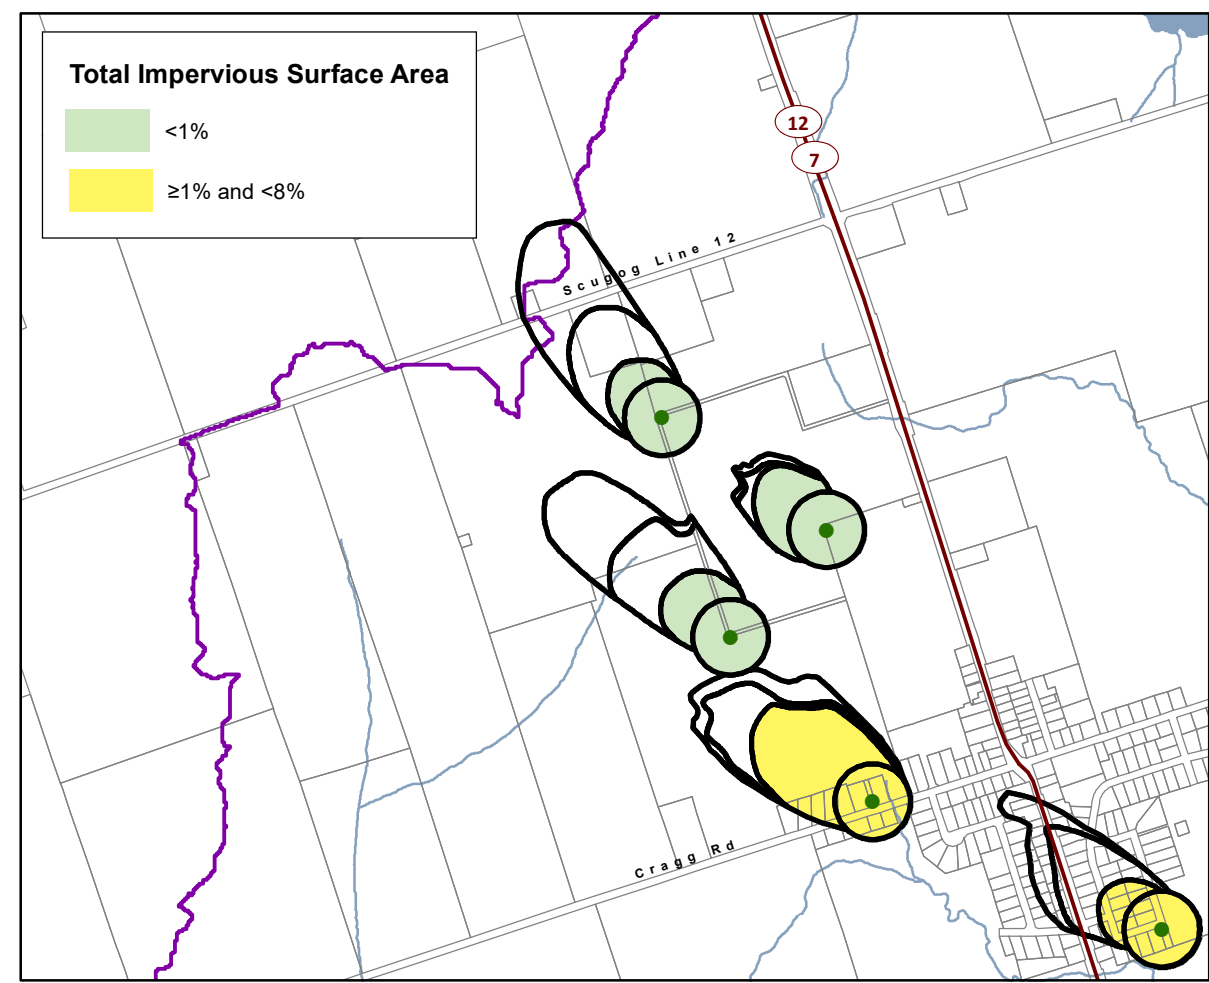 Total Impervious Surface Area
<1%
≥1% and <8%
12
7
Scugog Line 12
Cragg Rd